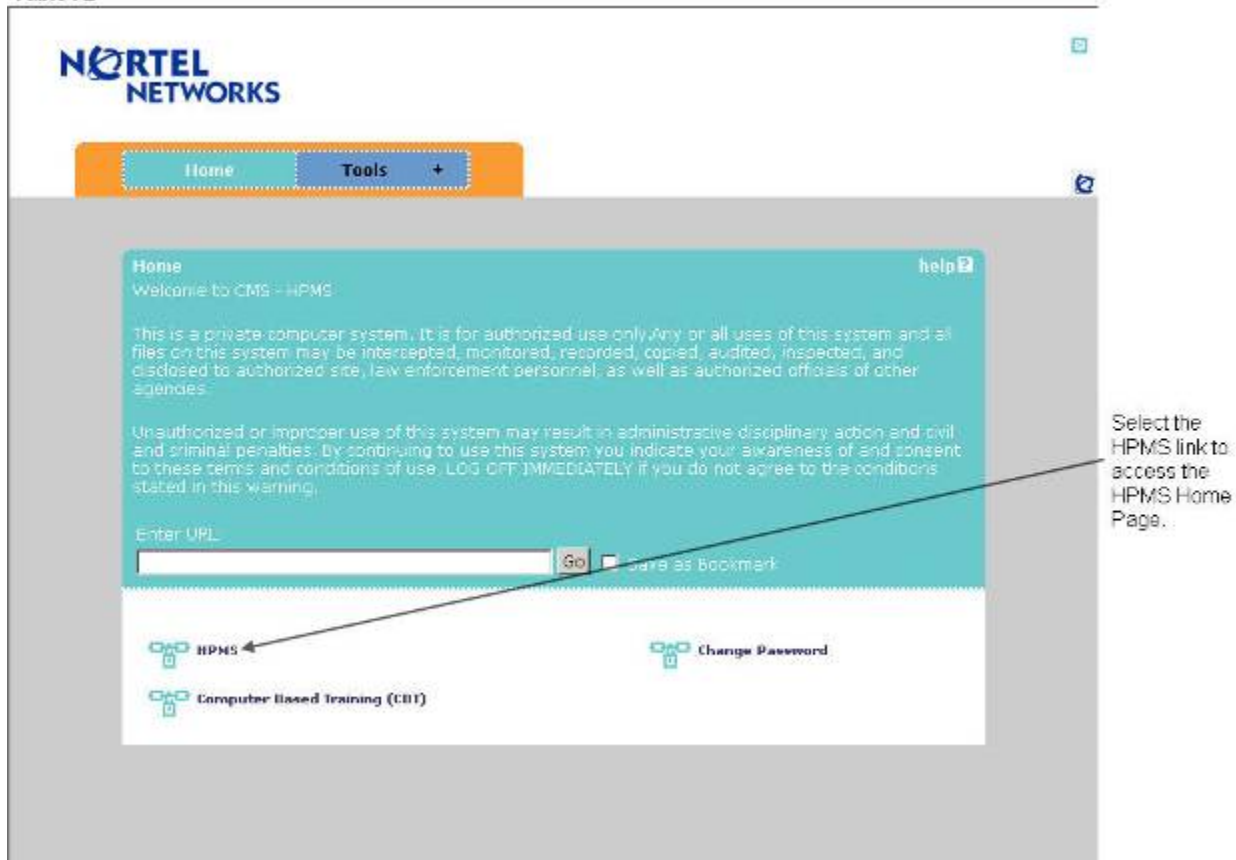 NORTEL
NETWORKS
Home Tools +
Home help?
Welcome to CMS - HPMS
This is a private computer system. It is for authorized use only.Any or all uses of this system and all
files on this system may be intercepted, monitored, recorded, copied, audited, inspected, and
disclosed to authorized site, law enforcement personnel, as well as authorized officials of other
agencies.
Unauthorized or improper use of this system may result in administrative disciplinary action and civil
and criminal penalties. By continuing to use this system you indicate your awareness of and consent
to these terms and conditions of use. LOG OFF IMMEDIATELY if you do not agree to the conditions
stated in this warning.
Enter URL
Go Save as Bookmark
Select the
HPMS link to
access the
HPMS Home
Page.
HPMS Change Password
Computer Based Training (CBT)